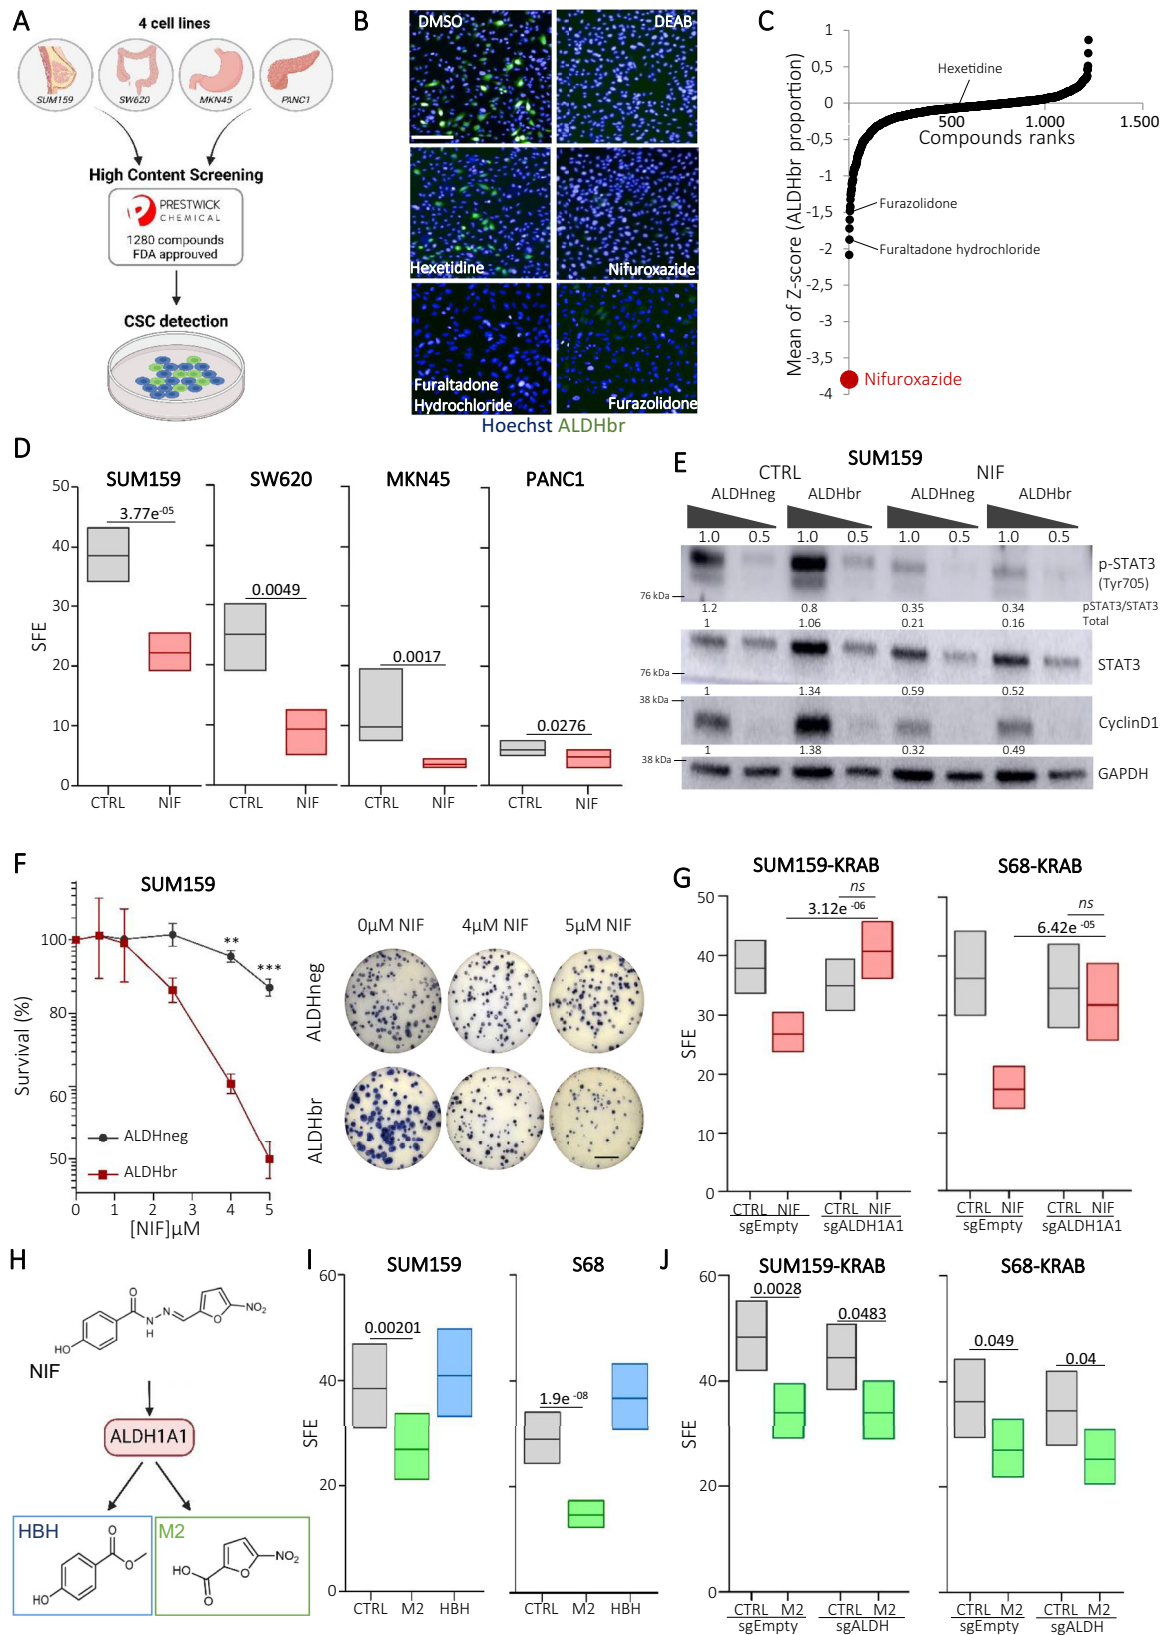 A
4 cell lines
SUM159
SW620
MKN45
PANC1
High Content Screening
PRESTWICK
CHEMICAL
1280 compounds
FDA approuved
CSC detection
B
DMSO
DEAB
Hexetidine
Nifuroxazide
Furaltadone
Hydrochloride
Furazolidone
Hoechst ALDHbr
C
Mean of Z-score (ALDHbr proportion)
1
0,5
0
-0,5
-1
-1,5
-2
-2,5
-3
-3,5
-4
Hexetidine
500
1.000
1.500
Compounds ranks
Furazolidone
Furaltadone hydrochloride
Nifuroxazide
D
SUM159
SW620
MKN45
PANC1
SFE
50
40
30
20
10
0
3.77e-05
0.0049
0.0017
0.0276
CTRL NIF
CTRL NIF
CTRL NIF
CTRL NIF
E
SUM159
CTRL
NIF
ALDHneg
ALDHbr
ALDHneg
ALDHbr
1.0 0.5 1.0 0.5 1.0 0.5 1.0 0.5
p-STAT3
(Tyr705)
76 kDa
1.2 0.8 0.35 0.34 pSTAT3/STAT3
1 1.06 0.21 0.16 Total
STAT3
76 kDa
1 1.34 0.59 0.52
38 kDa
CyclinD1
1 1.38 0.32 0.49
38 kDa
GAPDH
F
SUM159
Survival (%)
100
80
60
50
**
***
ALDHneg
ALDHbr
0 1 2 3 4 5
[NIF]µM
0µM NIF
4µM NIF
5µM NIF
ALDHneg
ALDHbr
G
SUM159-KRAB
S68-KRAB
SFE
50
40
30
20
10
0
ns
3.12e -06
ns
6.42e -05
CTRL NIF CTRL NIF
sgEmpty sgALDH1A1
CTRL NIF CTRL NIF
sgEmpty sgALDH1A1
H
O
N
H
N
O
NO2
HO
NIF
ALDH1A1
HBH
O
O
HO
M2
HO
O
O
NO2
I
SUM159
S68
SFE
60
40
20
0
0.00201
1.9e -08
CTRL M2 HBH
CTRL M2 HBH
J
SUM159-KRAB
S68-KRAB
SFE
60
40
20
0
0.0028
0.0483
0.049
0.04
CTRL M2 CTRL M2
sgEmpty sgALDH
CTRL M2 CTRL M2
sgEmpty sgALDH